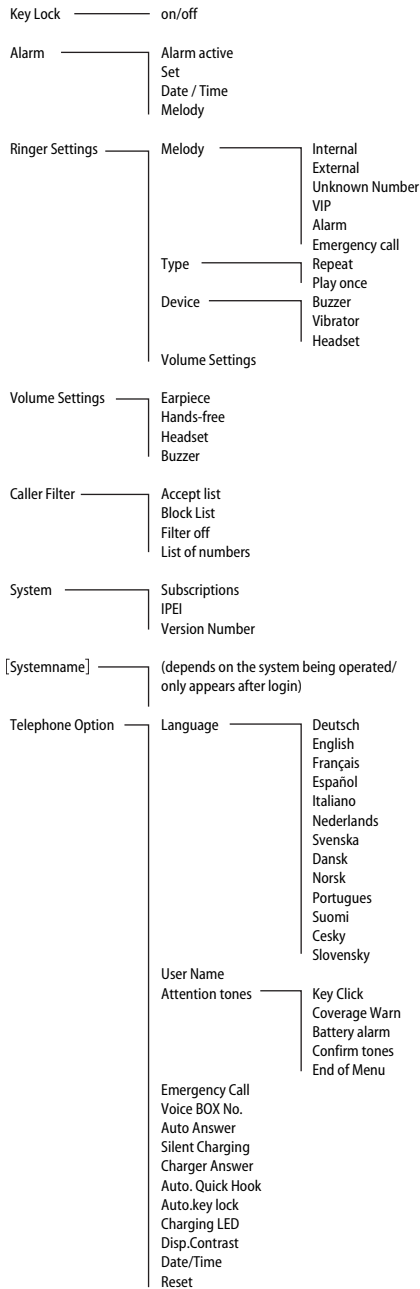 Key Lock on/off
Alarm Alarm active
Set
Date / Time
Melody
Ringer Settings Melody Internal
External
Unknown Number
VIP
Alarm
Emergency call
Type Repeat
Play once
Device Buzzer
Vibrator
Headset
Volume Settings
Volume Settings Earpiece
Hands-free
Headset
Buzzer
Caller Filter Accept list
Block List
Filter off
List of numbers
System Subscriptions
IPEI
Version Number
[Systemname] (depends on the system being operated/
only appears after login)
Telephone Option Language Deutsch
English
Français
Español
Italiano
Nederlands
Svenska
Dansk
Norsk
Portugues
Suomi
Cesky
Slovensky
User Name
Attention tones Key Click
Coverage Warn
Battery alarm
Confirm tones
End of Menu
Emergency Call
Voice BOX No.
Auto Answer
Silent Charging
Charger Answer
Auto. Quick Hook
Auto.key lock
Charging LED
Disp.Contrast
Date/Time
Reset